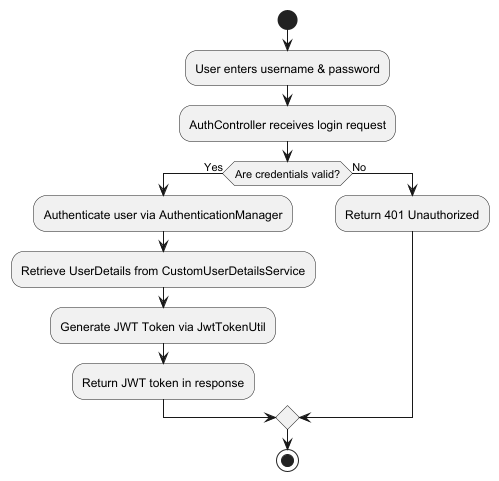 User enters username & password
AuthController receives login request
Yes
Are credentials valid?
No
Authenticate user via AuthenticationManager
Return 401 Unauthorized
Retrieve UserDetails from CustomUserDetailsService
Generate JWT Token via JwtTokenUtil
Return JWT token in response